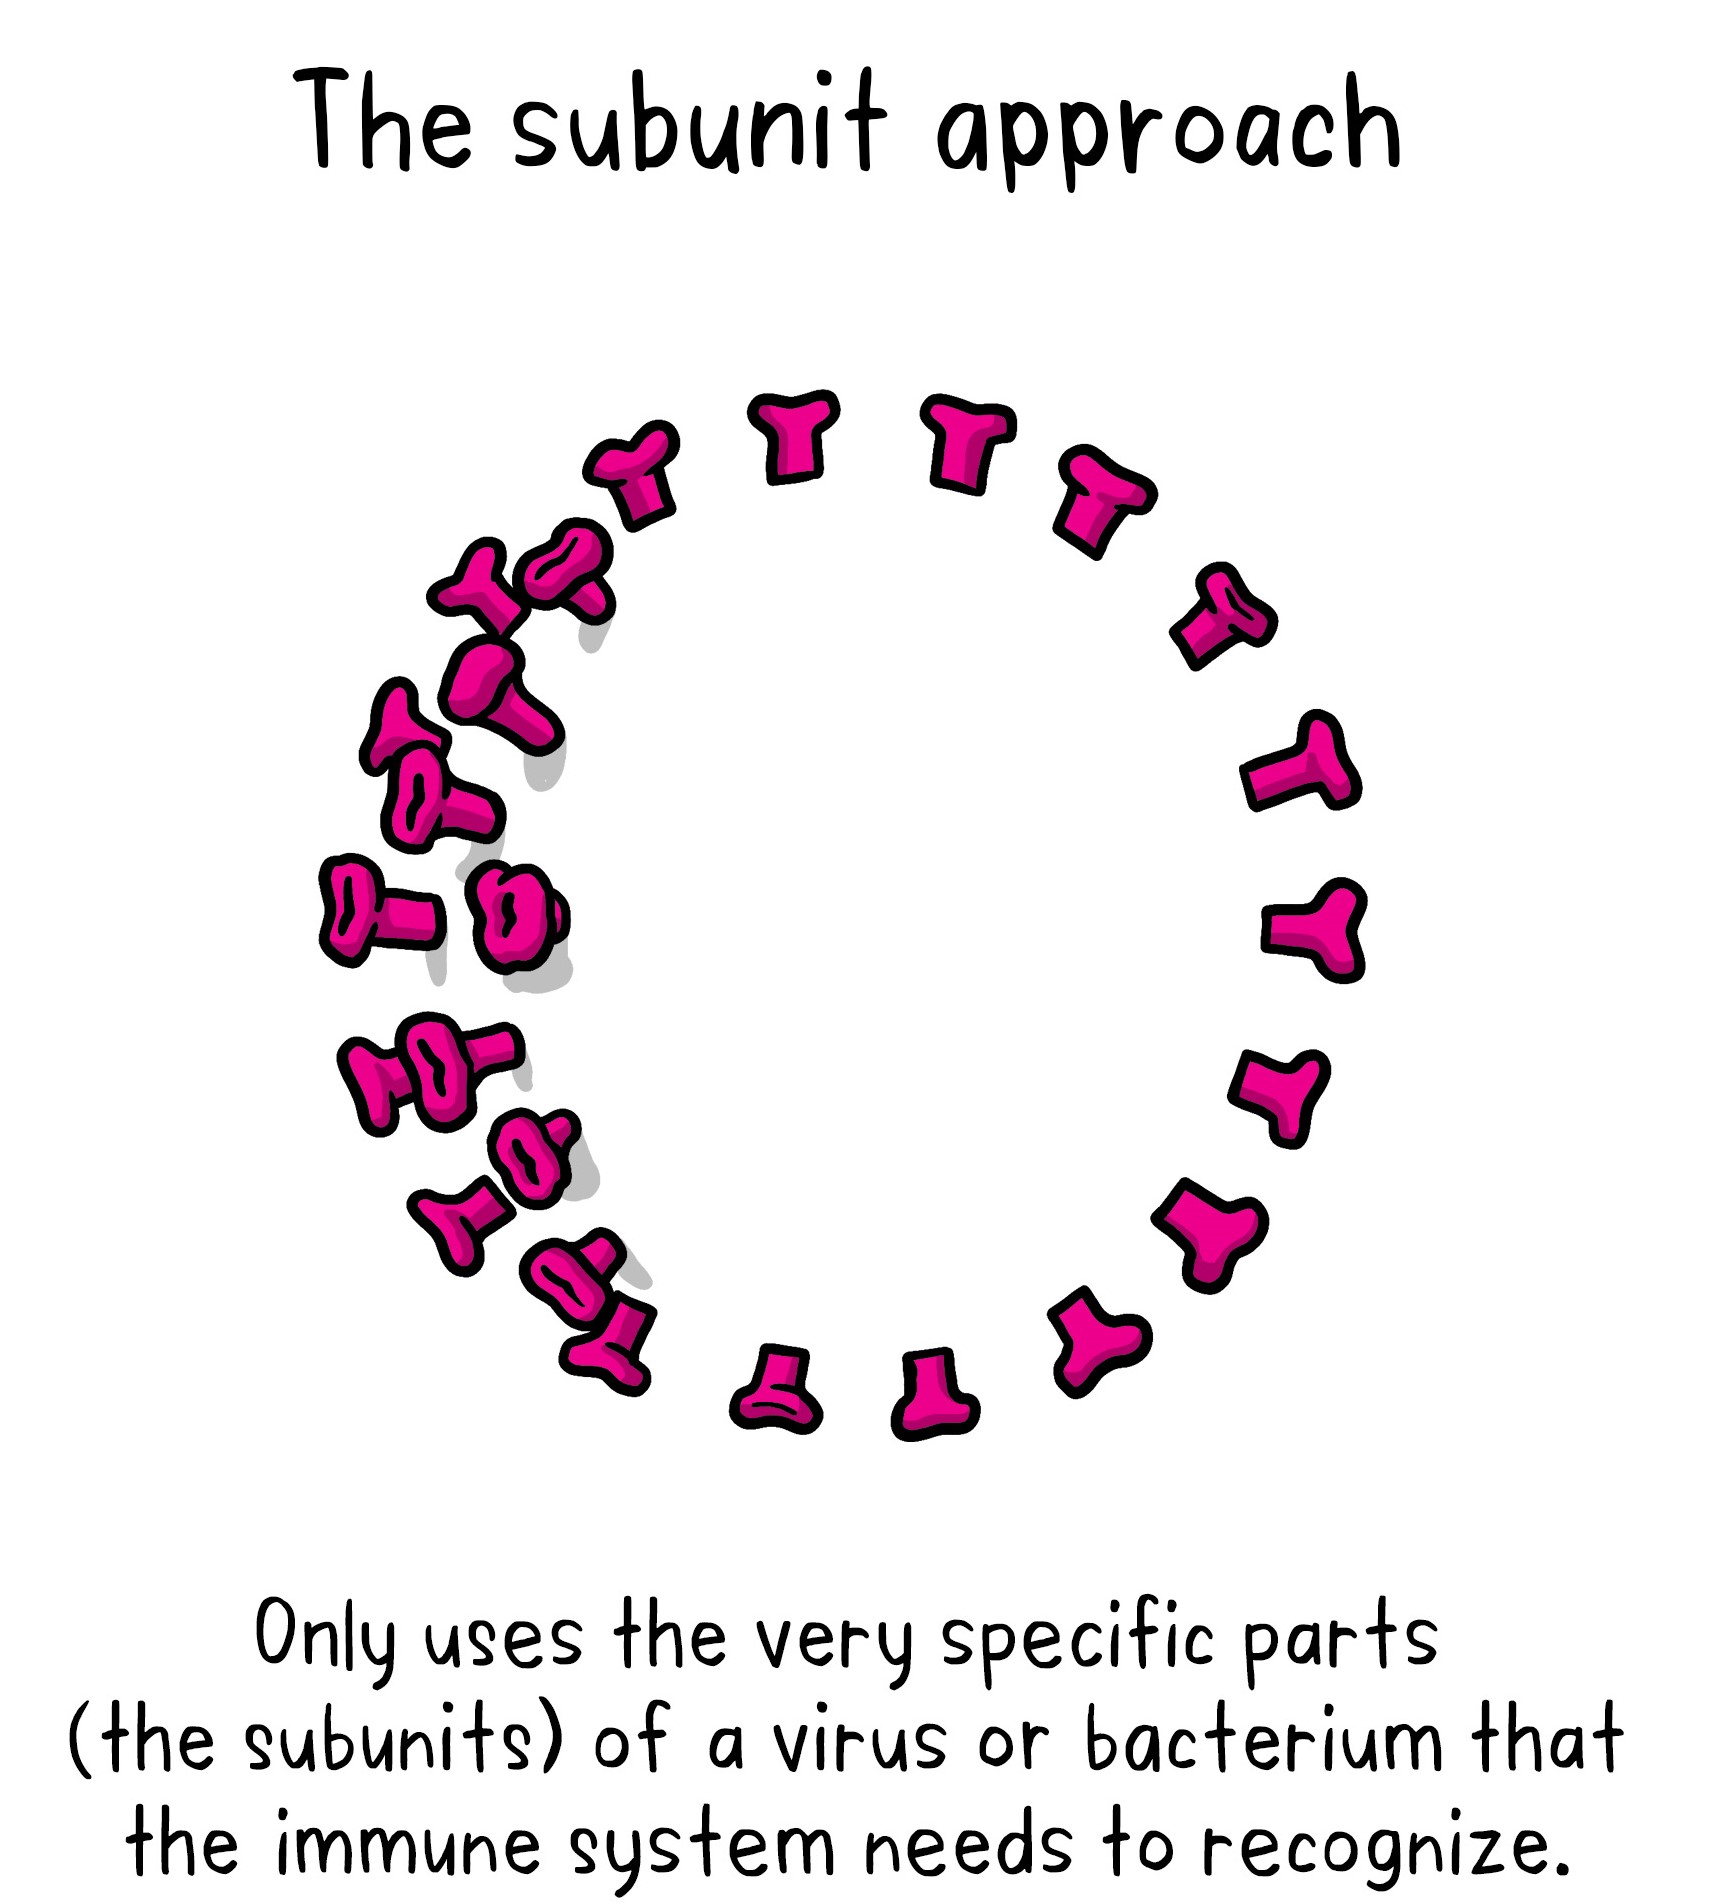 The subunit approach
Only uses the very specific parts
(the subunits) of a virus or bacterium that
the immune system needs to recognize.